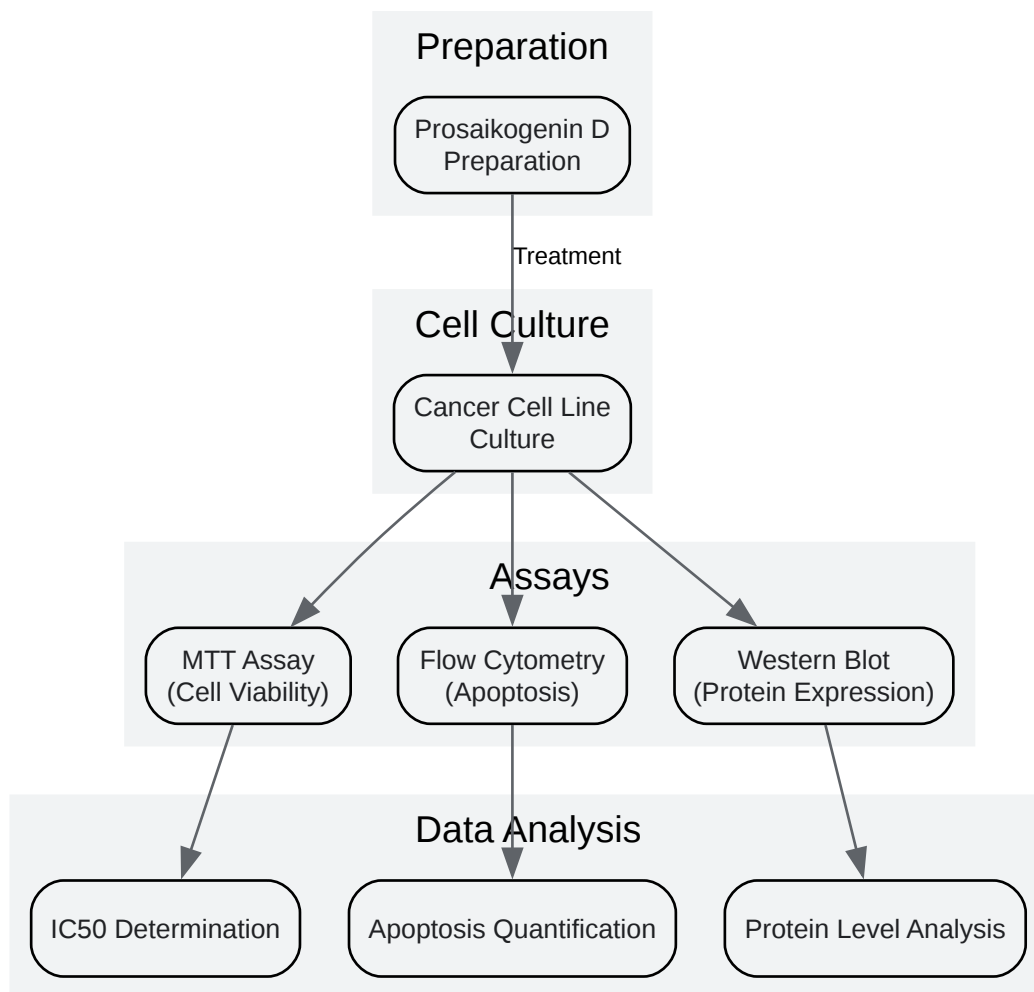 Preparation
Prosaikogenin D
Preparation
Treatment
Cell Culture
Cancer Cell Line
Culture
Assays
MTT Assay
(Cell Viability)
Flow Cytometry
(Apoptosis)
Western Blot
(Protein Expression)
Data Analysis
IC50 Determination
Apoptosis Quantification
Protein Level Analysis